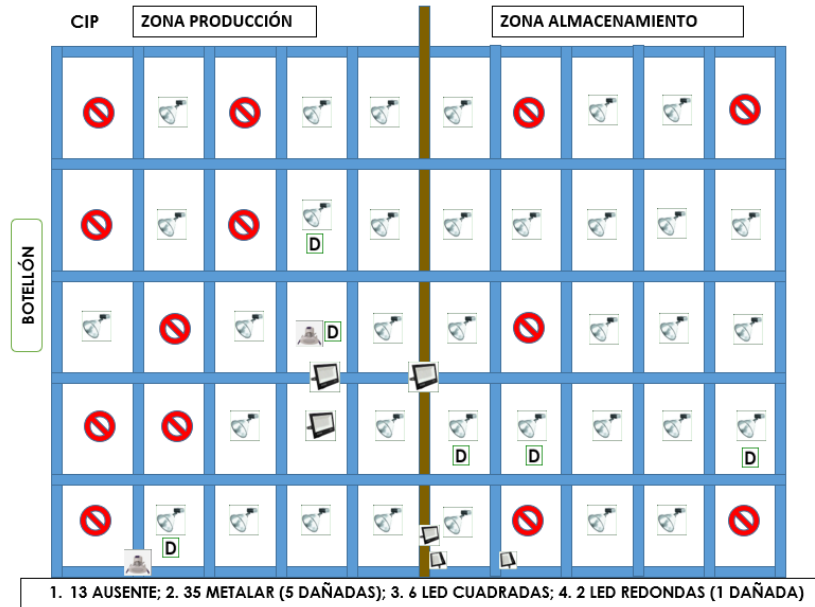 CIP
ZONA PRODUCCIÓN
ZONA ALMACENAMIENTO
BOTELLÓN
D
D
D
D
D
D
1. 13 AUSENTE; 2. 35 METALAR (5 DAÑADAS); 3. 6 LED CUADRADAS; 4. 2 LED REDONDAS (1 DAÑADA)